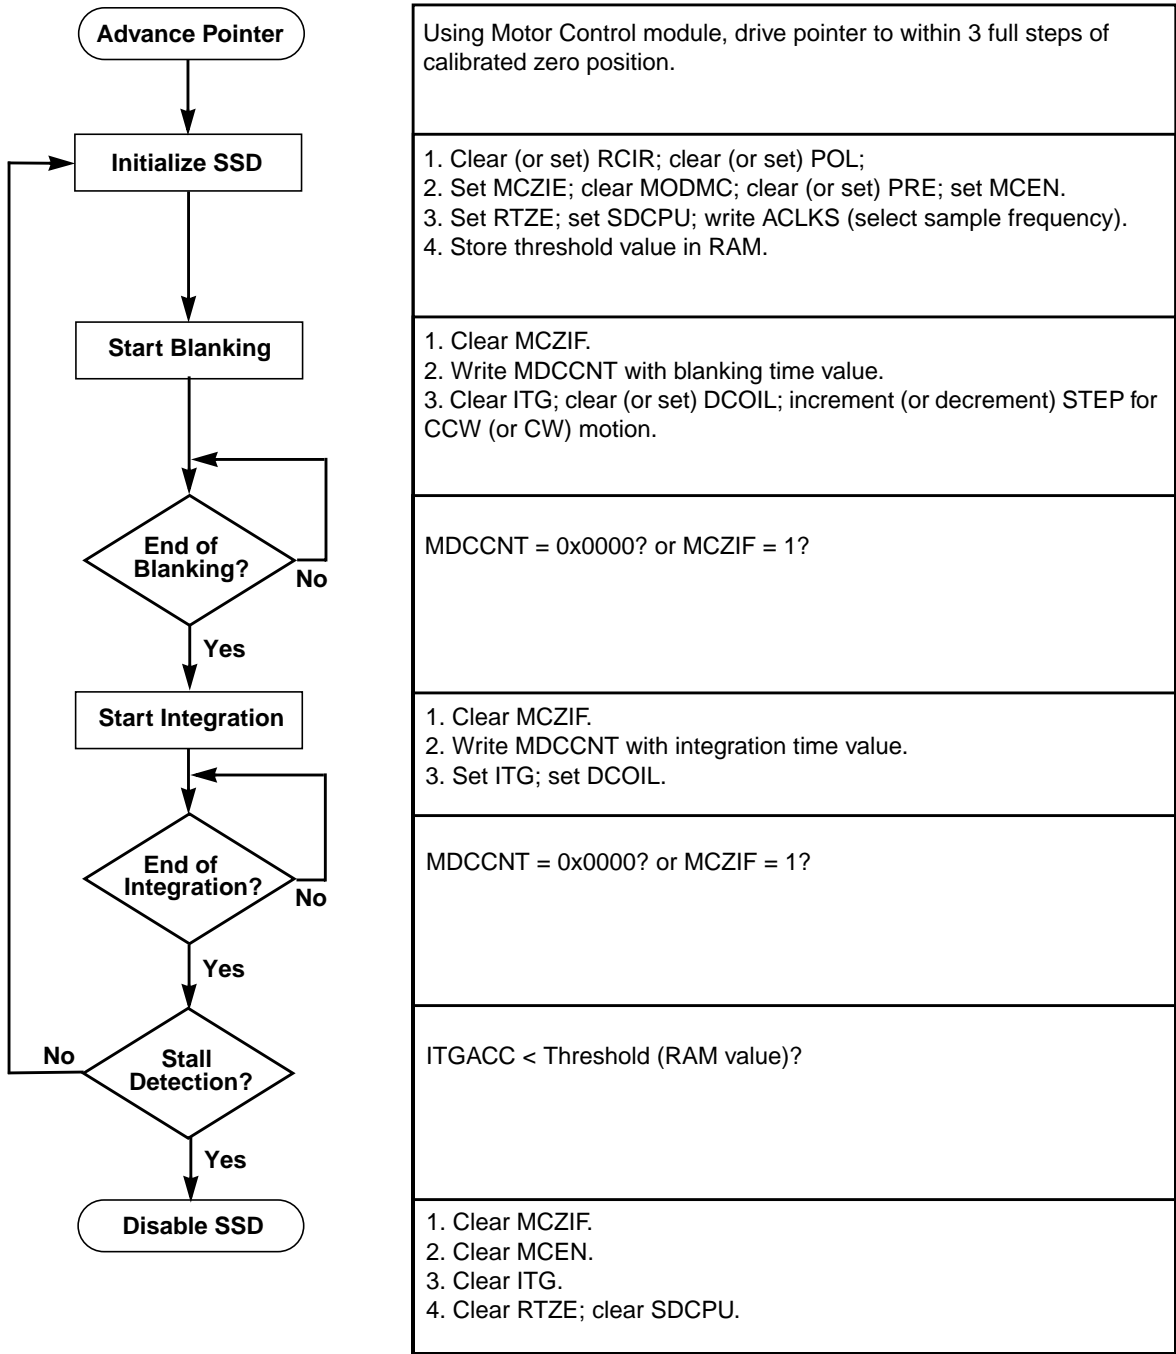 Advance Pointer
Using Motor Control module, drive pointer to within 3 full steps of
calibrated zero position.
Initialize SSD
1. Clear (or set) RCIR; clear (or set) POL;
2. Set MCZIE; clear MODMC; clear (or set) PRE; set MCEN.
3. Set RTZE; set SDCPU; write ACLKS (select sample frequency).
4. Store threshold value in RAM.
Start Blanking
1. Clear MCZIF.
2. Write MDCCNT with blanking time value.
3. Clear ITG; clear (or set) DCOIL; increment (or decrement) STEP for
CCW (or CW) motion.
End of
Blanking?
No
Yes
MDCCNT = 0x0000? or MCZIF = 1?
Start Integration
1. Clear MCZIF.
2. Write MDCCNT with integration time value.
3. Set ITG; set DCOIL.
End of
Integration?
No
Yes
MDCCNT = 0x0000? or MCZIF = 1?
No
Stall
Detection?
Yes
ITGACC < Threshold (RAM value)?
Disable SSD
1. Clear MCZIF.
2. Clear MCEN.
3. Clear ITG.
4. Clear RTZE; clear SDCPU.